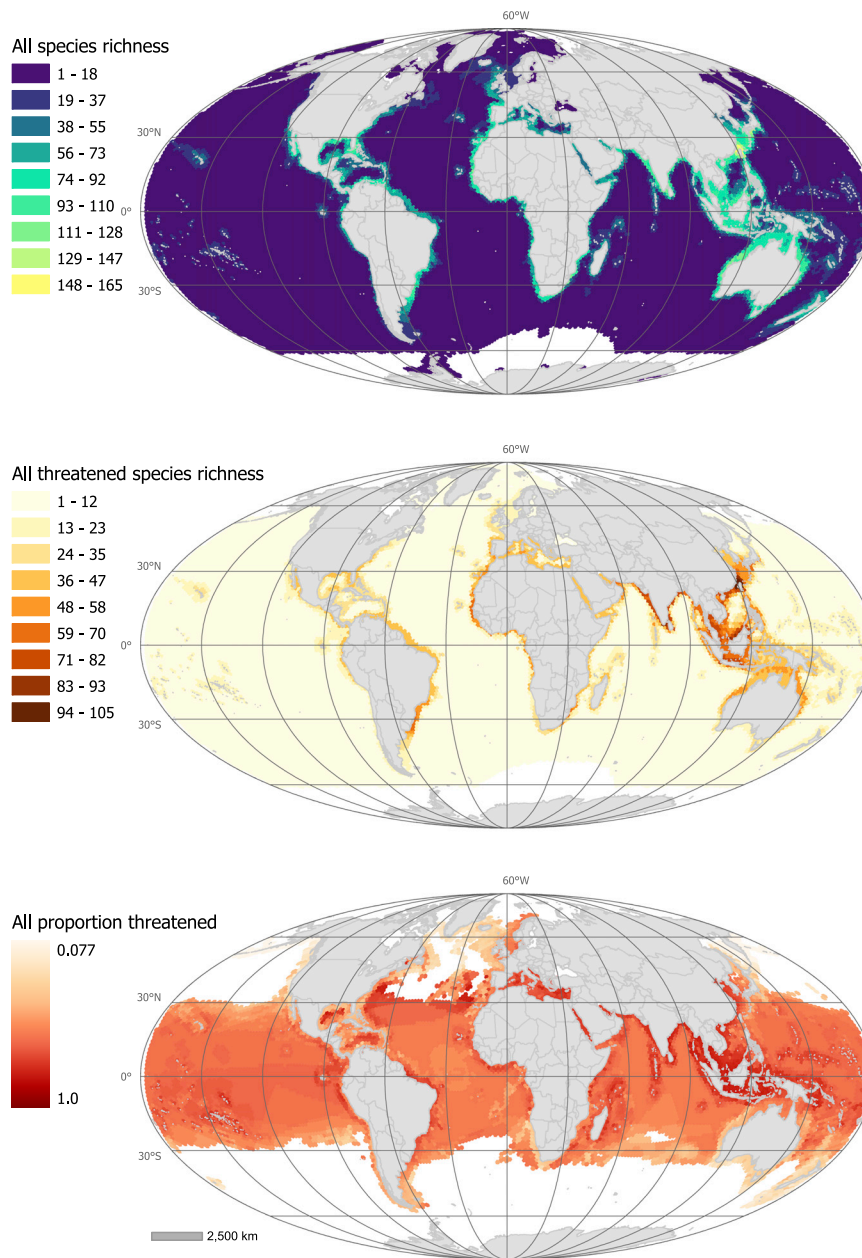 60°W
All species richness
1 - 18
19 - 37
38 - 55
56 - 73
74 - 92
93 - 110
111 - 128
129 - 147
148 - 165
30°N
0°
30°S
60°W
All threatened species richness
1 - 12
13 - 23
24 - 35
36 - 47
48 - 58
59 - 70
71 - 82
83 - 93
94 - 105
30°N
0°
30°S
60°W
All proportion threatened
0.077
1.0
30°N
0°
30°S
2,500 km